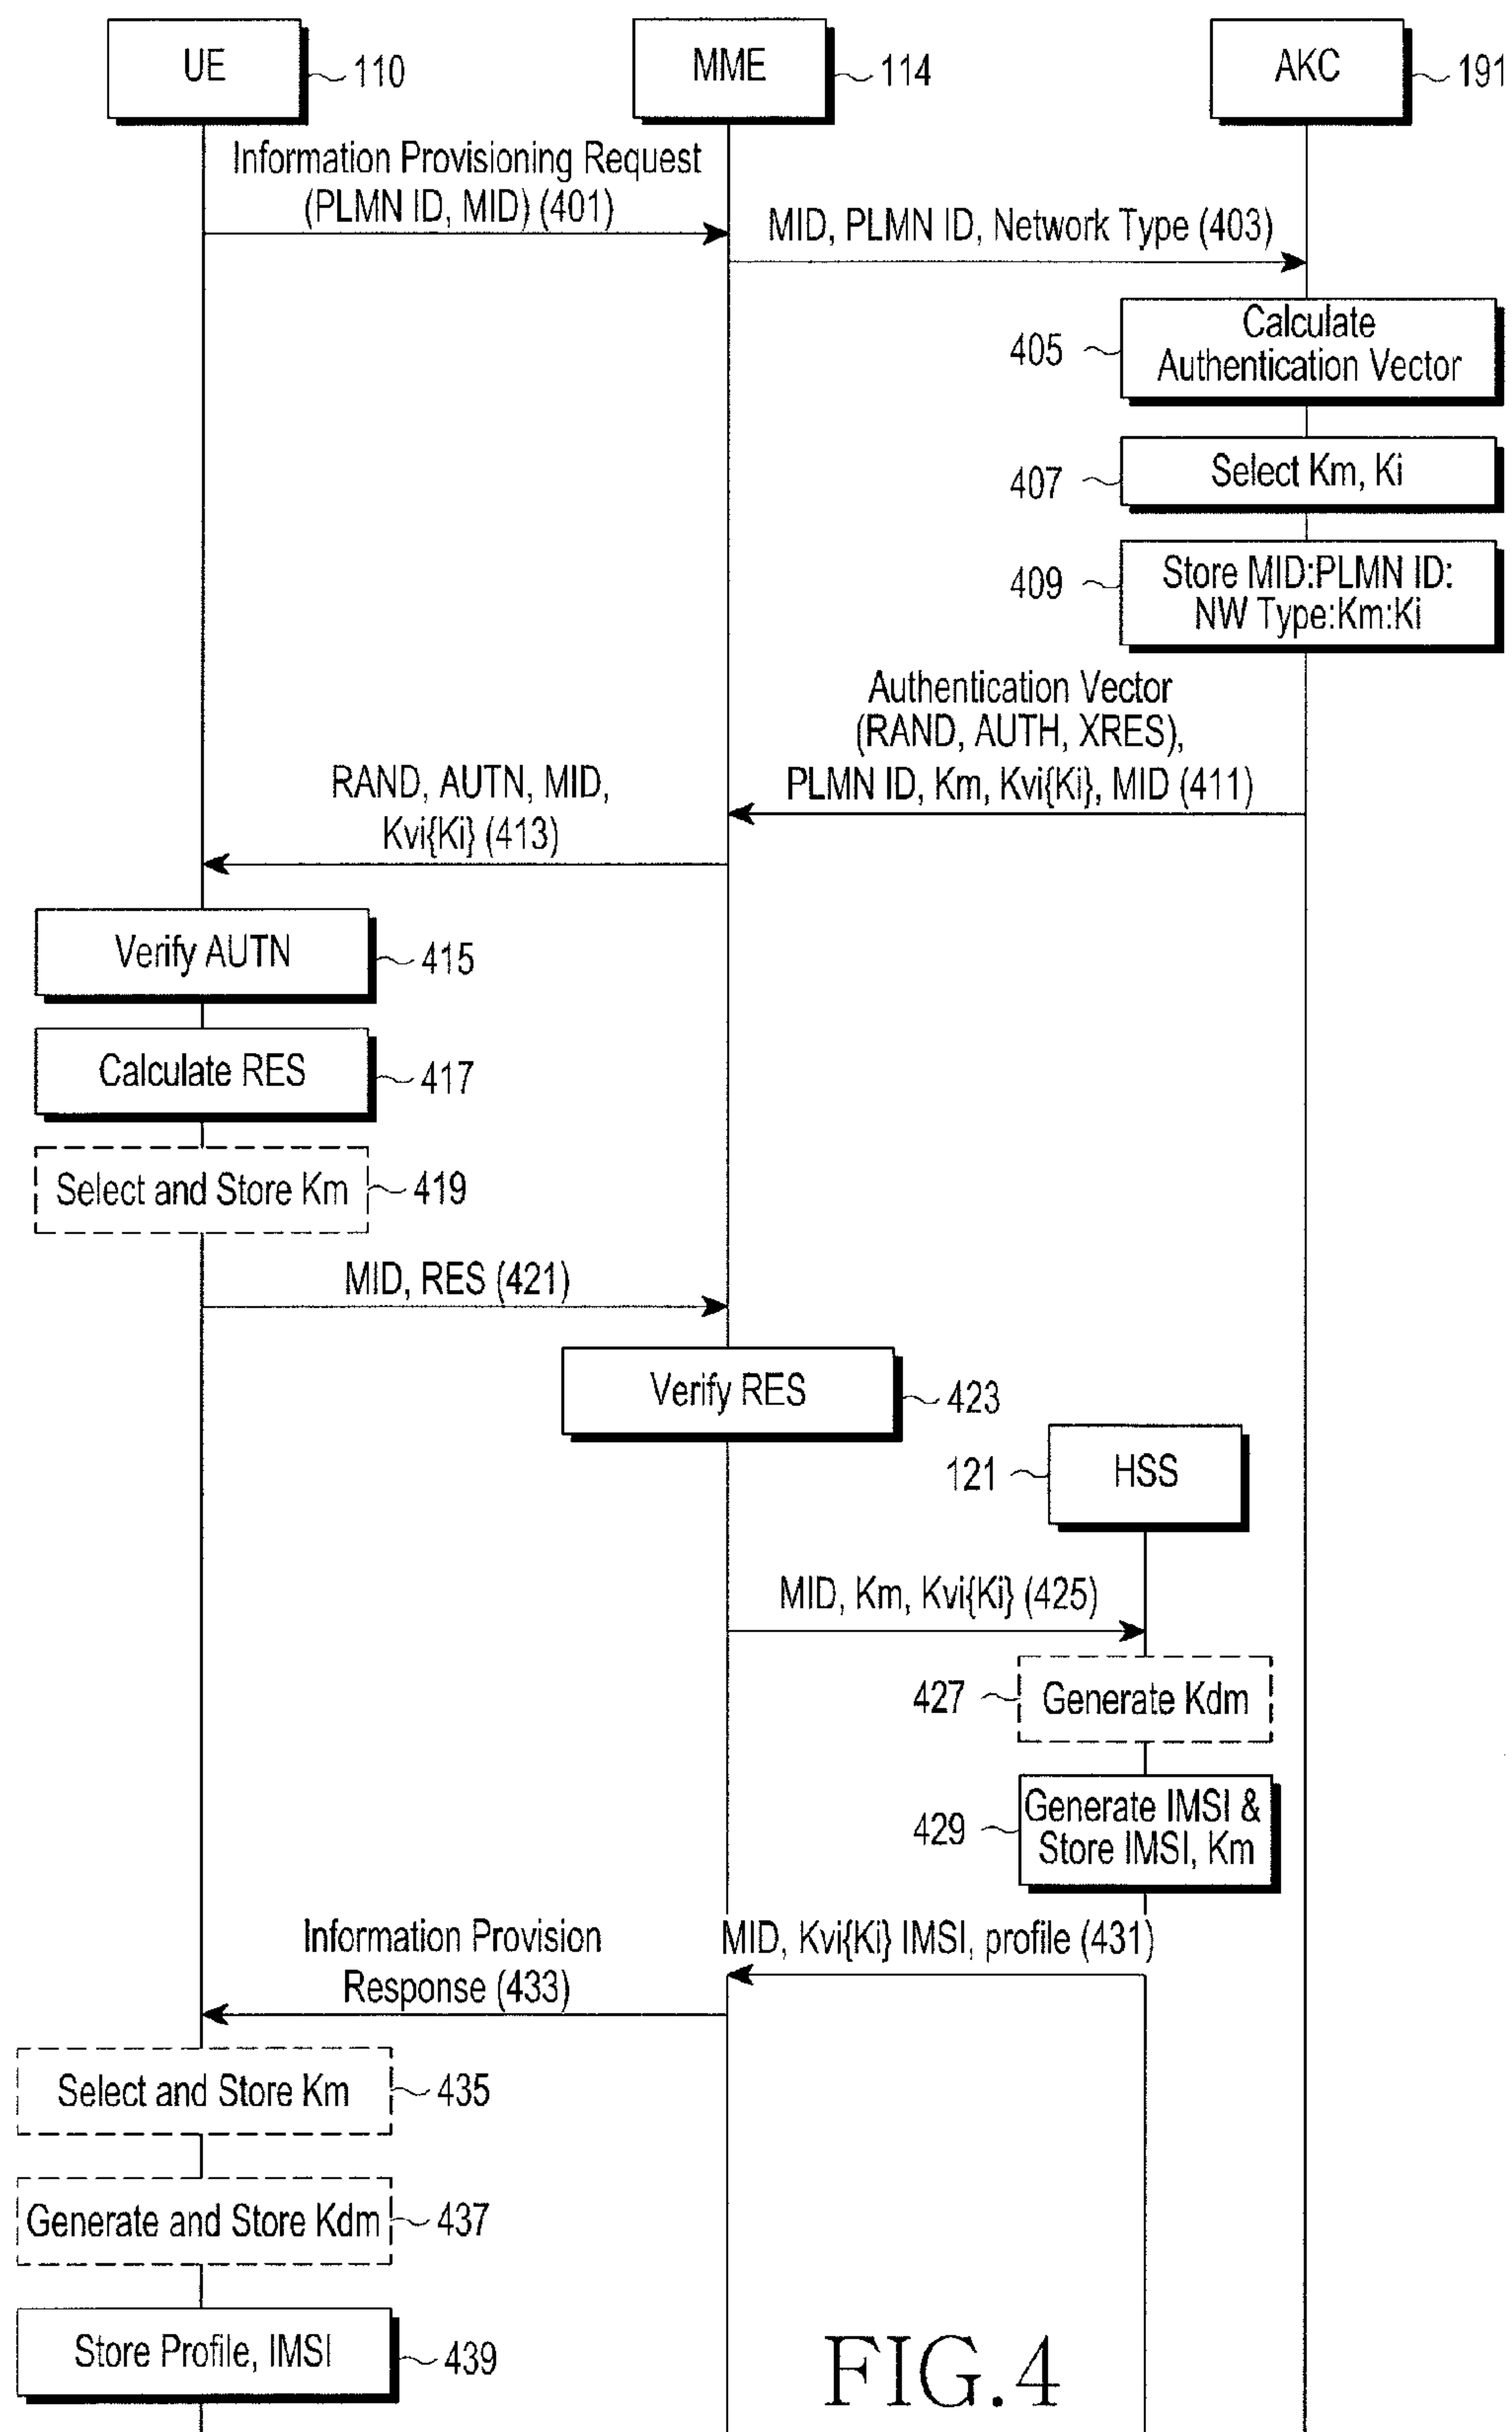 UE
110
MME
114
AKC
191
Information Provisioning Request
(PLMN ID, MID) (401)
MID, PLMN ID, Network Type (403)
405
Calculate
Authentication Vector
407
Select Km, Ki
409
Store MID:PLMN ID:
NW Type:Km:Ki
Authentication Vector
(RAND, AUTH, XRES),
PLMN ID, Km, Kvi{Ki}, MID (411)
RAND, AUTN, MID,
Kvi{Ki} (413)
Verify AUTN
415
Calculate RES
417
Select and Store Km
419
MID, RES (421)
Verify RES
423
121
HSS
MID, Km, Kvi{Ki} (425)
427
Generate Kdm
429
Generate IMSI &
Store IMSI, Km
MID, Kvi{Ki} IMSI, profile (431)
Information Provision
Response (433)
Select and Store Km
435
Generate and Store Kdm
437
Store Profile, IMSI
439
FIG.4